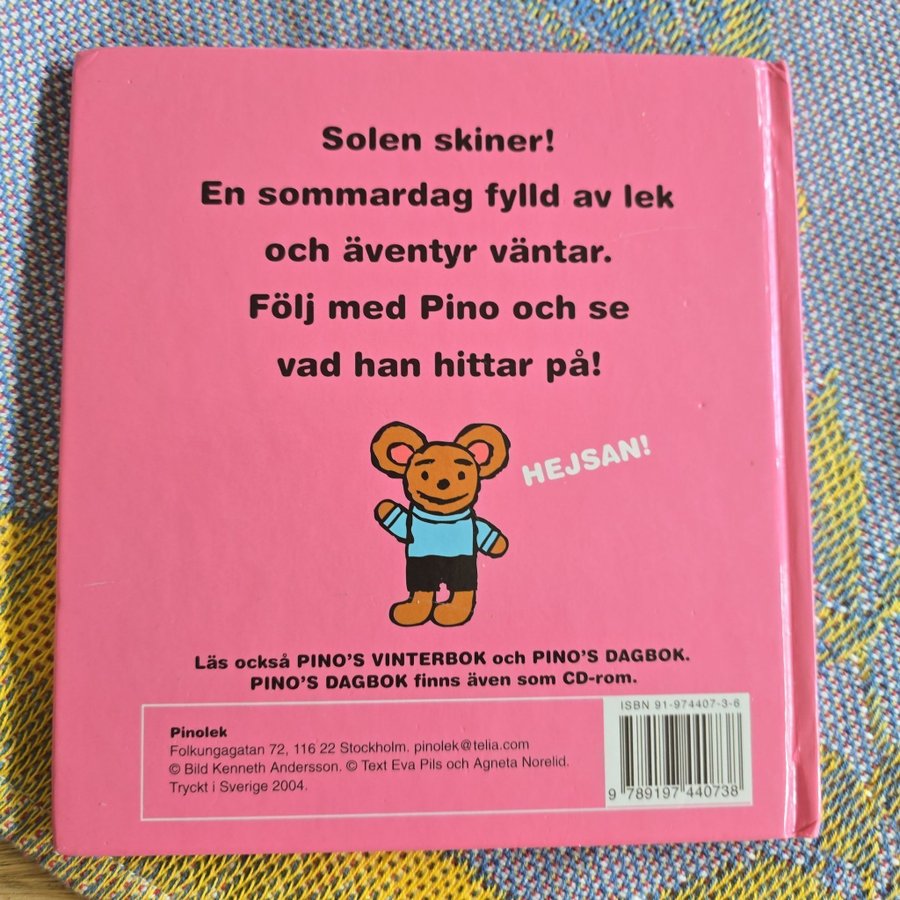 Solen skiner!
En sommardag fylld av lek
och äventyr väntar.
Följ med Pino och se
vad han hittar på!
HEJSAN!
Läs också PINO'S VINTERBOK och PINO'S DAGBOK.
PINO'S DAGBOK finns även som CD-rom.
ISBN 91-974407-3-6
Pinolek
Folkungagatan 72, 116 22 Stockholm. pinolek@telia.com
© Bild Kenneth Andersson. © Text Eva Pils och Agneta Norelid.
Tryckt i Sverige 2004.
9 789197 440738